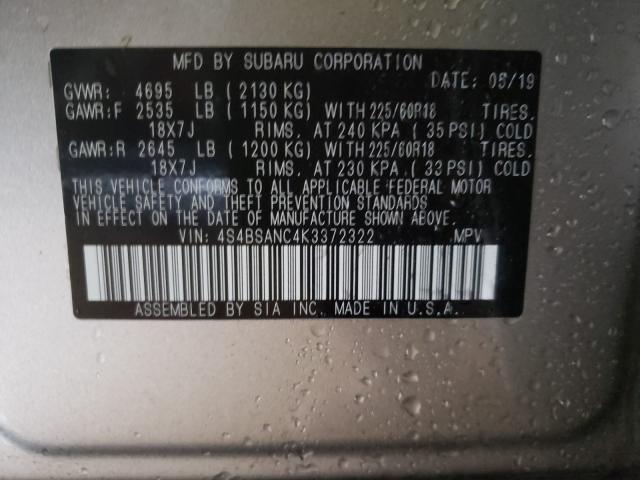 MFD BY SUBARU CORPORATION
GVWR: 4695 LB (2130 KG) DATE: 05/19
GAWR:F 2535 LB (1150 KG) WITH 225/60R18 TIRES.
18X7J RIMS. AT 240 KPA (35 PSI) COLD
GAWR:R 2645 LB (1200 KG) WITH 225/60R18 TIRES.
18X7J RIMS. AT 230 KPA (33 PSI) COLD
THIS VEHICLE CONFORMS TO ALL APPLICABLE FEDERAL MOTOR
VEHICLE SAFETY AND THEFT PREVENTION STANDARDS
IN EFFECT ON THE DATE OF MANUFACTURE SHOWN ABOVE.
VIN: 4S4BSANC4K3372322 MPV
ASSEMBLED BY SIA INC. MADE IN U.S.A.